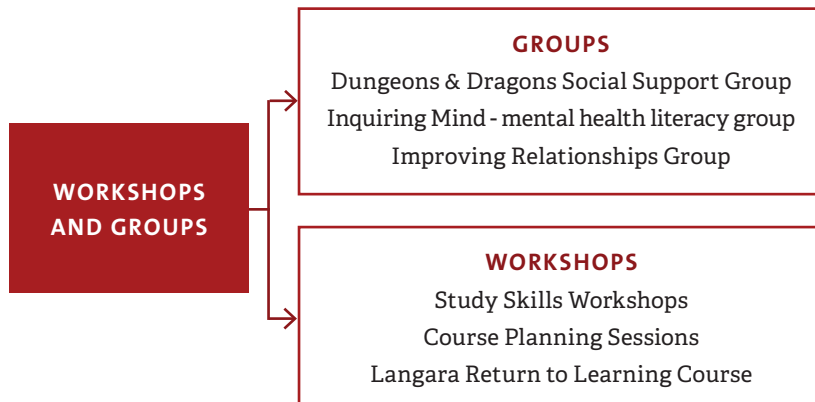 WORKSHOPS
AND GROUPS
GROUPS
Dungeons & Dragons Social Support Group
Inquiring Mind - mental health literacy group
Improving Relationships Group
WORKSHOPS
Study Skills Workshops
Course Planning Sessions
Langara Return to Learning Course